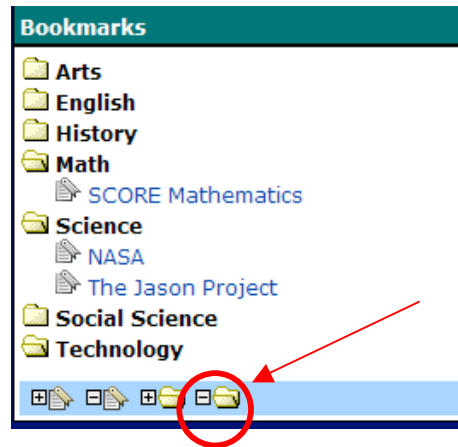 Bookmarks
Arts
English
History
Math
SCORE Mathematics
Science
NASA
The Jason Project
Social Science
Technology